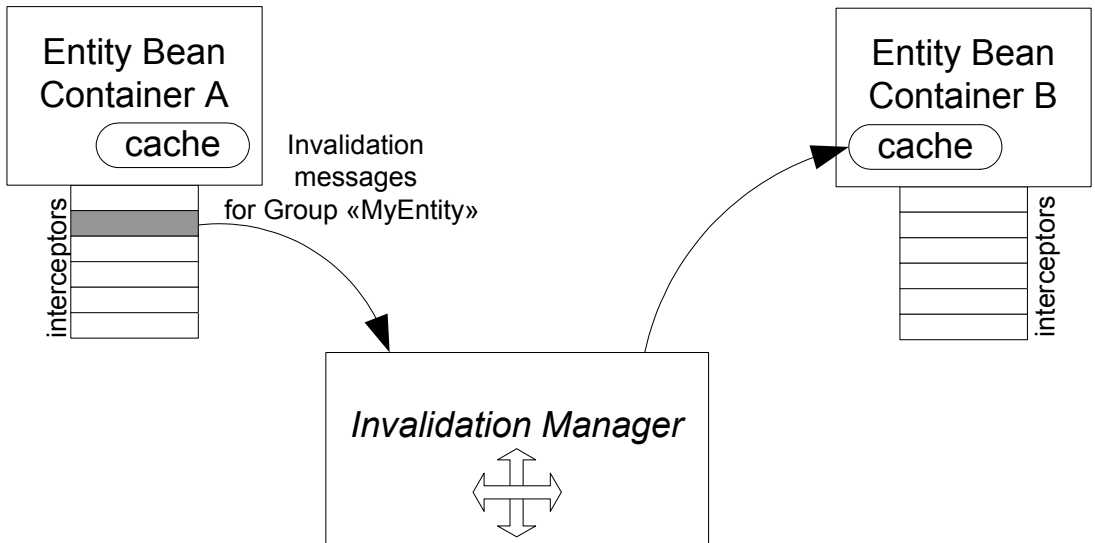 Entity Bean
Container A
cache
interceptors
Invalidation
messages
for Group «MyEntity»
Entity Bean
Container B
cache
interceptors
Invalidation Manager